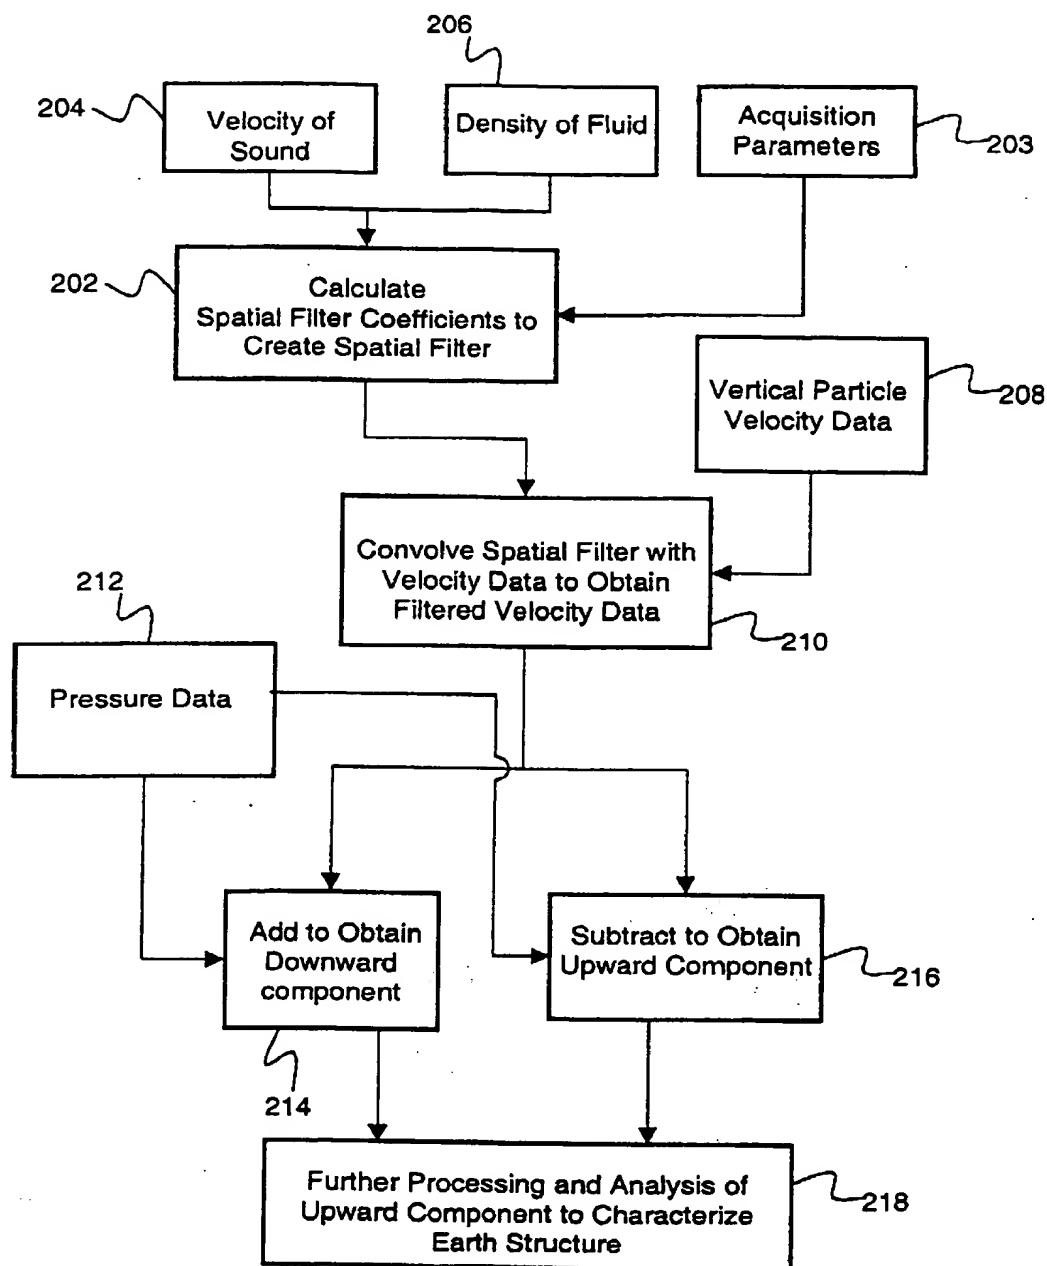 206
204
Velocity of
Sound
Density of Fluid
Acquisition
Parameters
203
202
Calculate
Spatial Filter Coefficients to
Create Spatial Filter
Vertical Particle
Velocity Data
208
Convolve Spatial Filter with
Velocity Data to Obtain
Filtered Velocity Data
210
212
Pressure Data
Add to Obtain
Downward
component
214
Subtract to Obtain
Upward Component
216
Further Processing and Analysis of
Upward Component to Characterize
Earth Structure
218